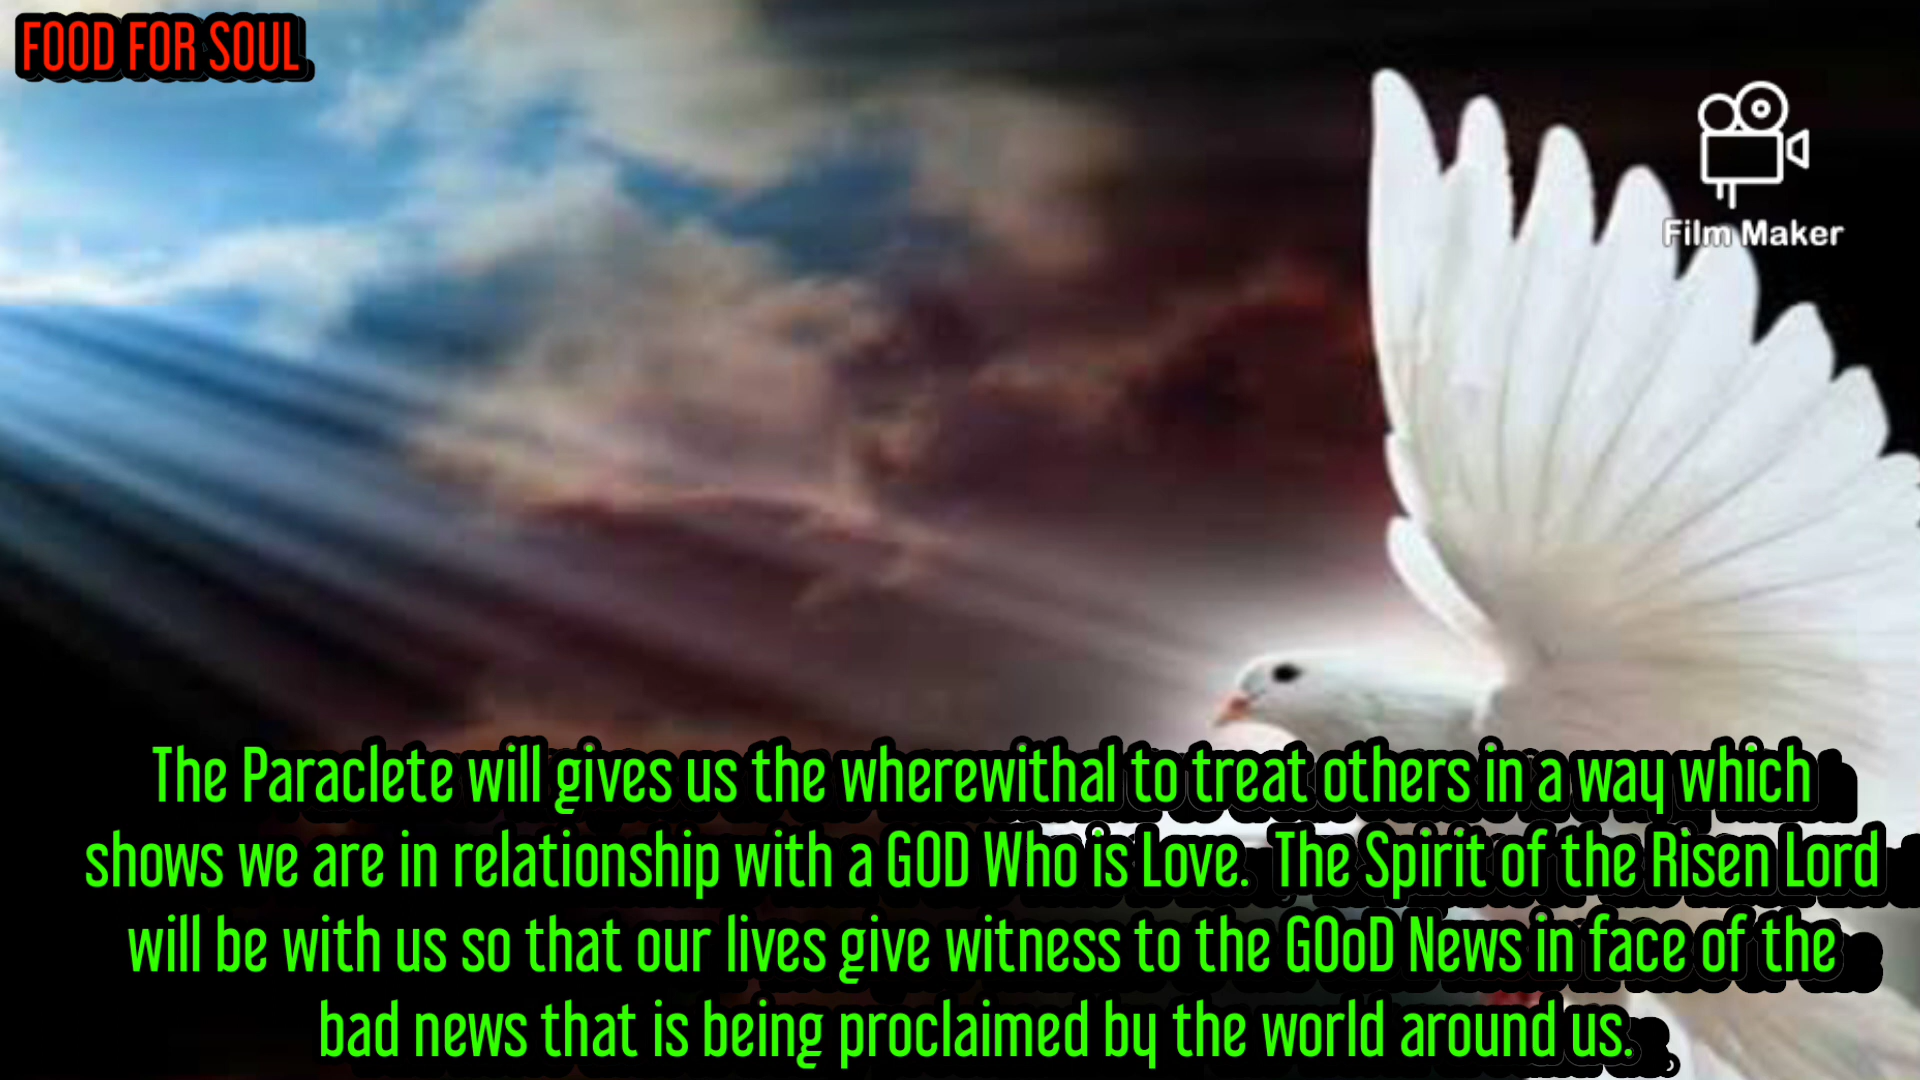 FOOD FOR SOUL
Film Maker
The Paraclete will gives us the wherewithal to treat others in a way which
shows we are in relationship with a GOD Who is Love. The Spirit of the Risen Lord
will be with us so that our lives give witness to the GOoD News in face of the
bad news that is being proclaimed by the world around us.